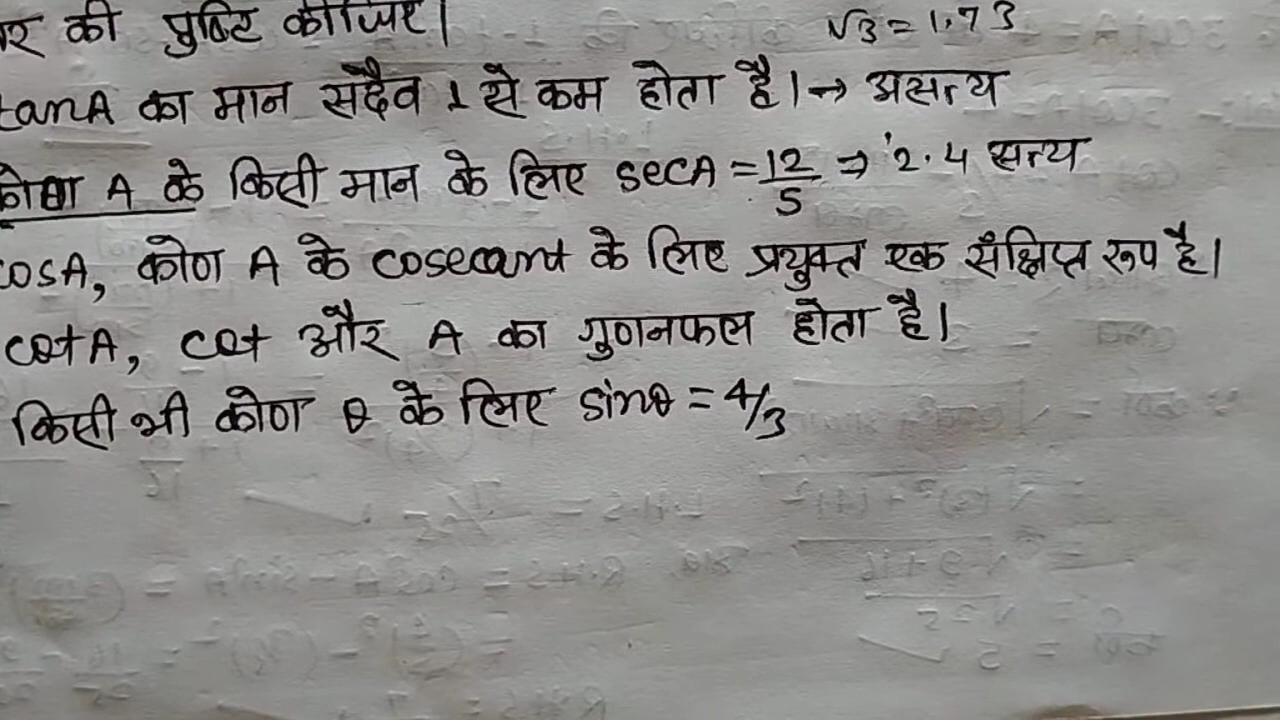 की पुष्टि कीजिए। √3 = 1.73
tanA का मान सदैव 1 से कम होता है। → असत्य
कोण A के किसी मान के लिए secA = 12/5 ⇒ 2.4 सत्य
cosA, कोण A के cosecant के लिए प्रयुक्त एक संक्षिप्त रूप है।
cotA, cot और A का गुणनफल होता है।
किसी भी कोण θ के लिए sinθ = 4/3